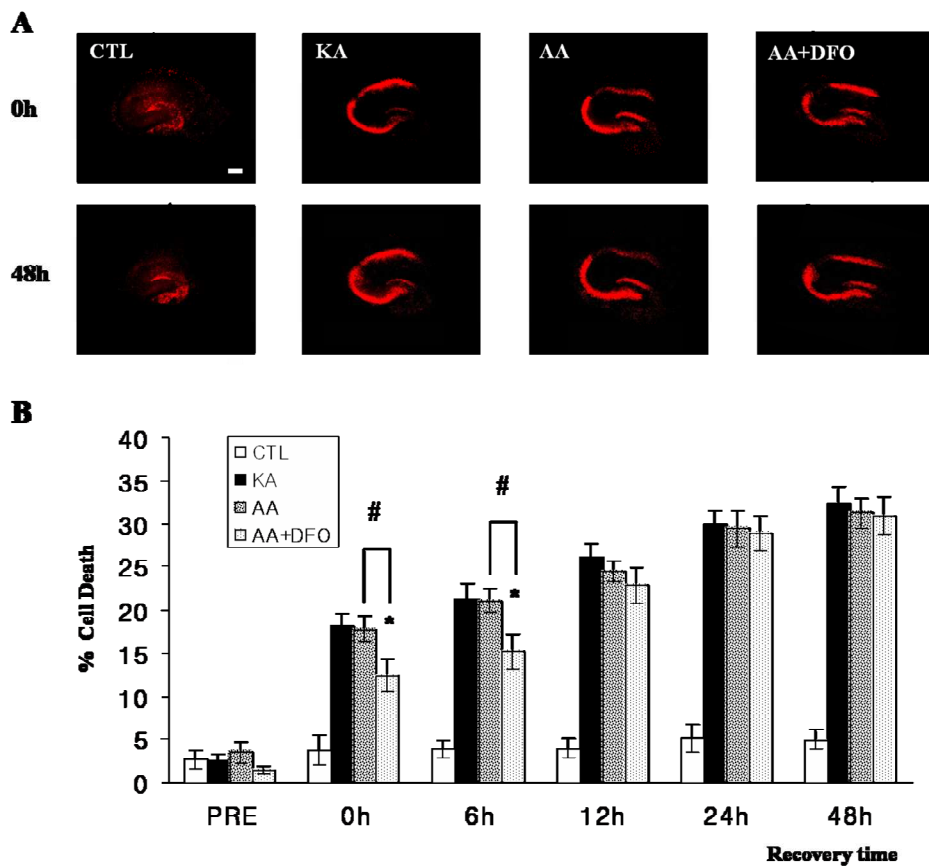 A
CTL KA AA AA+DFO
0h
48h
B
% Cell Death
40
35
30
25
20
15
10
5
0
CTL
KA
AA
AA+DFO
# #
* *
PRE 0h 6h 12h 24h 48h
Recovery time